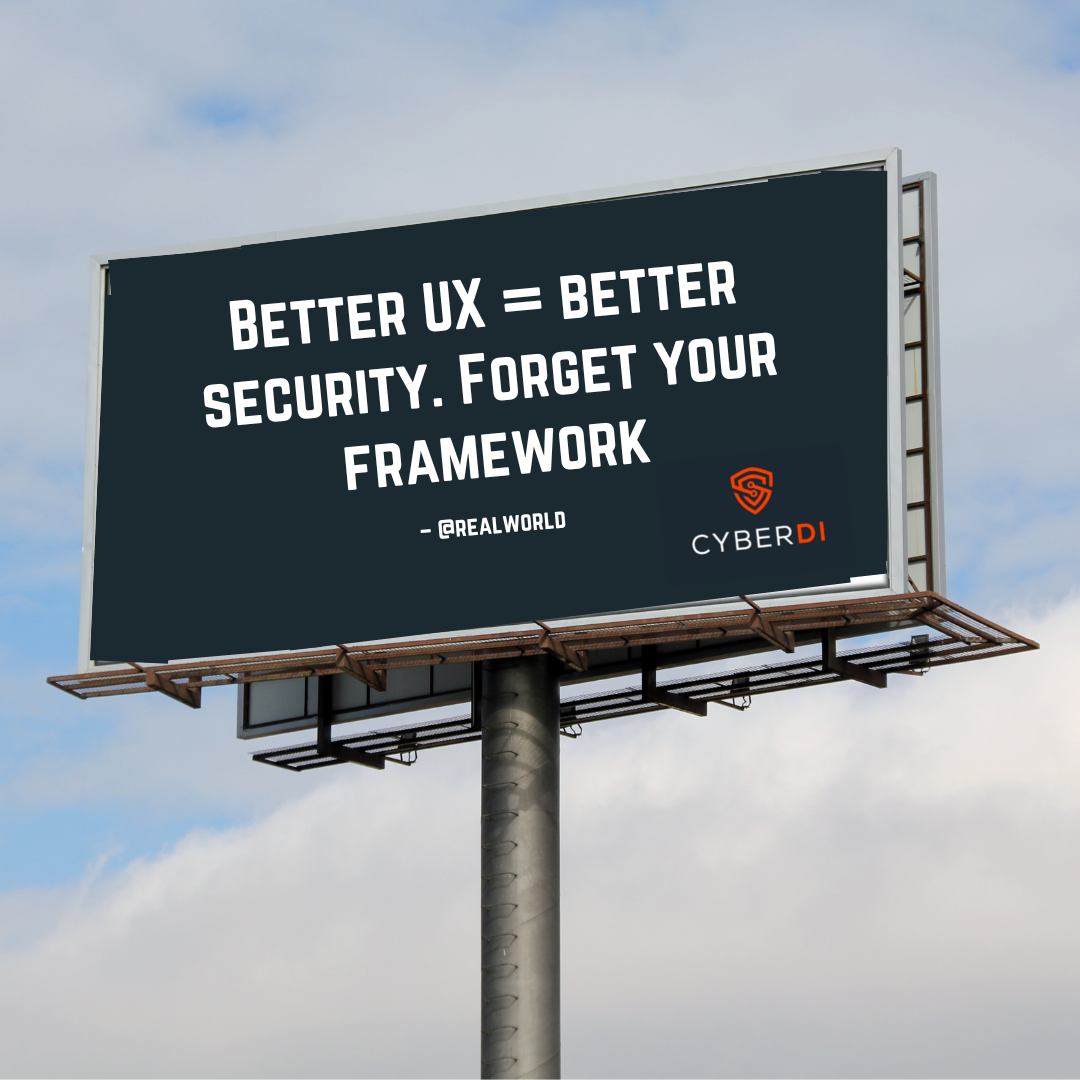 Better UX = better
security. Forget your
framework
– @realworld
CYBERDI